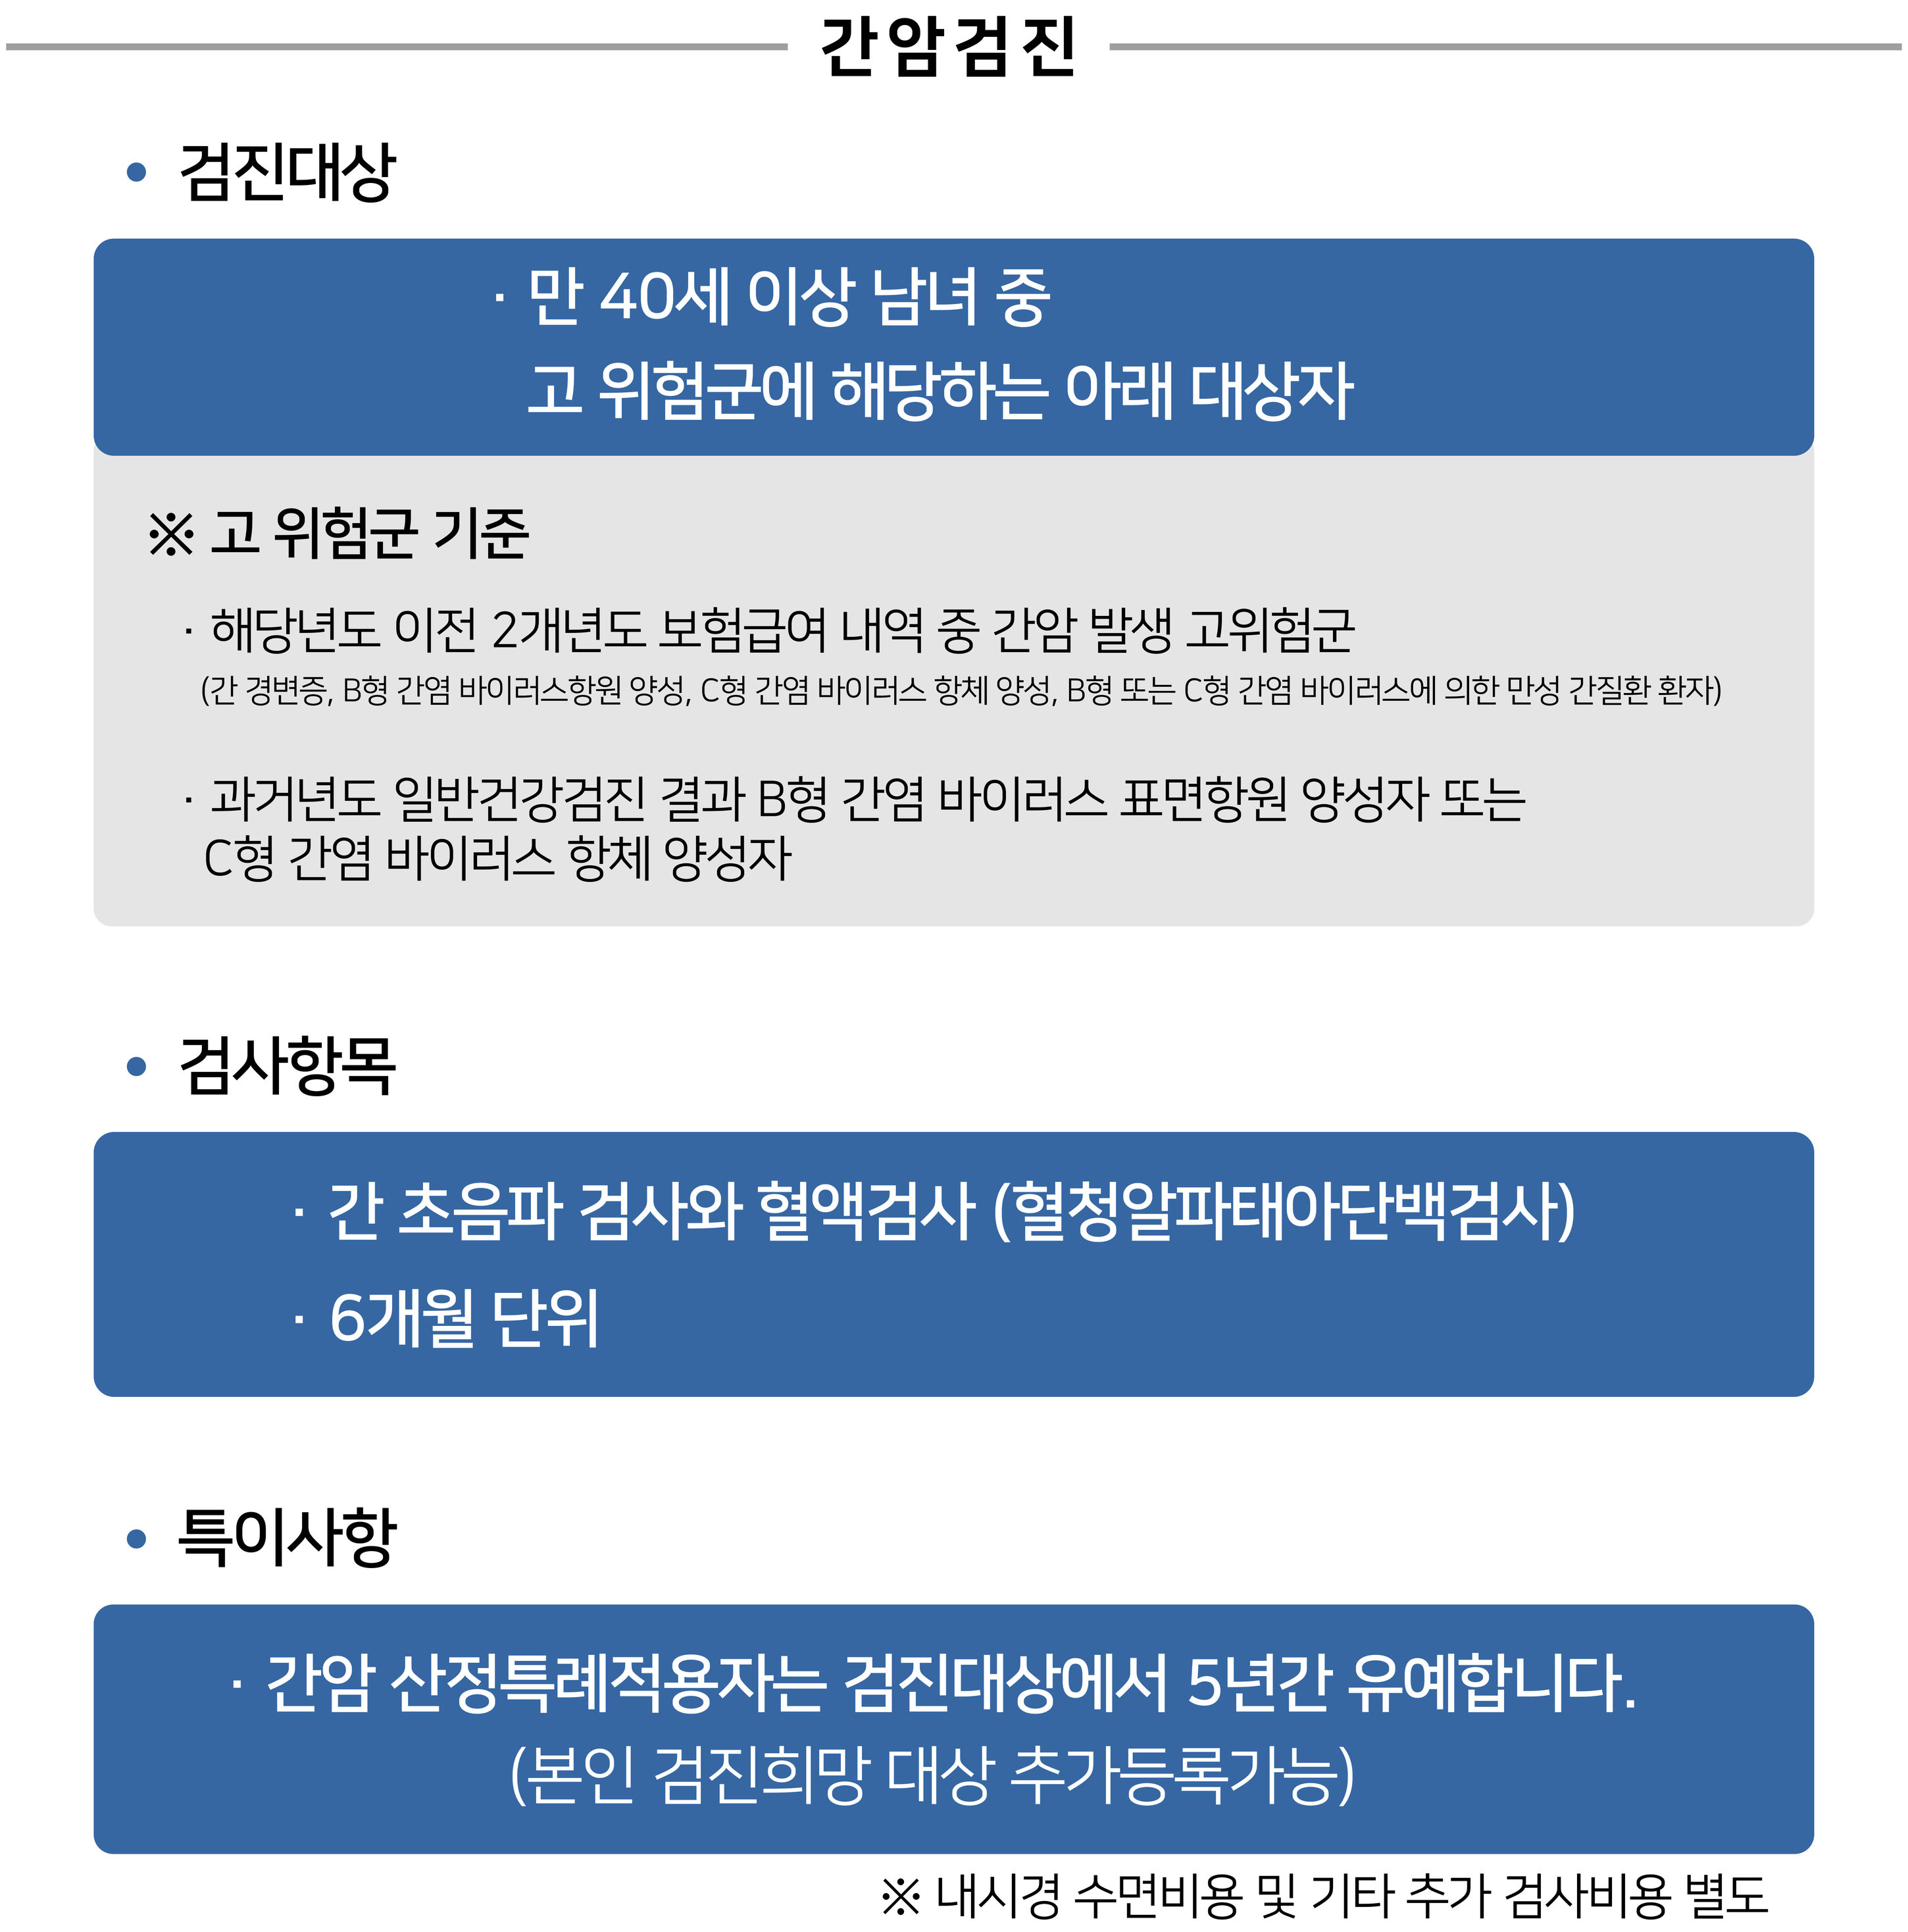 간암검진
• 검진대상
· 만 40세 이상 남녀 중
고 위험군에 해당하는 아래 대상자
※ 고 위험군 기준
· 해당년도 이전 2개년도 보험급여 내역 중 간암 발생 고위험군
(간 경변증, B형 간염 바이러스항원 양성, C형 간염 바이러스 항체 양성, B형 또는 C형 간염 바이러스에 의한 만성 간질환 환자)
· 과거년도 일반건강검진 결과 B형 간염 바이러스 표면항원 양성자 또는
C형 간염 바이러스 항체 양성자
• 검사항목
· 간 초음파 검사와 혈액검사 (혈청알파태아단백검사)
· 6개월 단위
• 특이사항
· 간암 산정특례적용자는 검진대상에서 5년간 유예합니다.
(본인 검진희망 대상 추가등록가능)
※ 내시경 수면비용 및 기타 추가 검사비용 별도